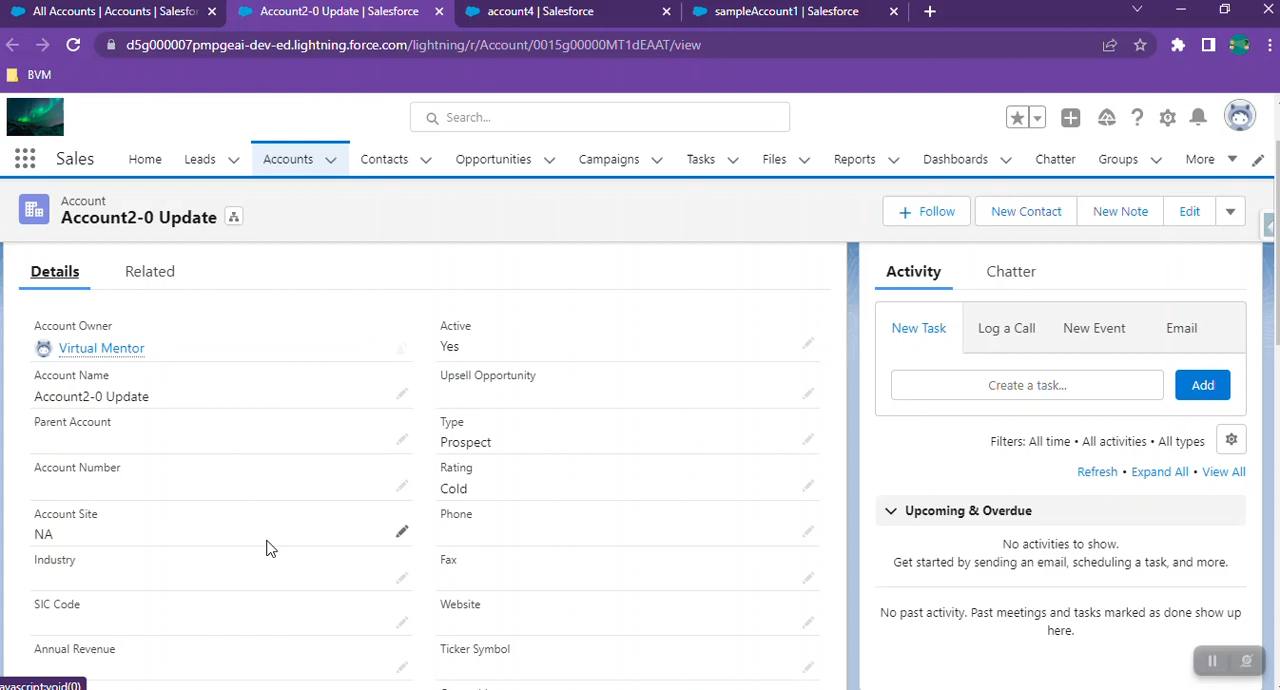 All Accounts | Accounts | Salesfor
Account2-0 Update | Salesforce
account4 | Salesforce
sampleAccount1 | Salesforce
d5g000007pmpgeai-dev-ed.lightning.force.com/lightning/r/Account/0015g00000MT1dEAAT/view
BVM
Search...
Sales
Home
Leads
Accounts
Contacts
Opportunities
Campaigns
Tasks
Files
Reports
Dashboards
Chatter
Groups
More
Account
Account2-0 Update
Follow
New Contact
New Note
Edit
Details
Related
Account Owner
Virtual Mentor
Account Name
Account2-0 Update
Parent Account
Account Number
Account Site
NA
Industry
SIC Code
Annual Revenue
Active
Yes
Upsell Opportunity
Type
Prospect
Rating
Cold
Phone
Fax
Website
Ticker Symbol
Activity
Chatter
New Task
Log a Call
New Event
Email
Create a task...
Add
Filters: All time • All activities • All types
Refresh • Expand All • View All
Upcoming & Overdue
No activities to show.
Get started by sending an email, scheduling a task, and more.
No past activity. Past meetings and tasks marked as done show up
here.
avascript:void(0)